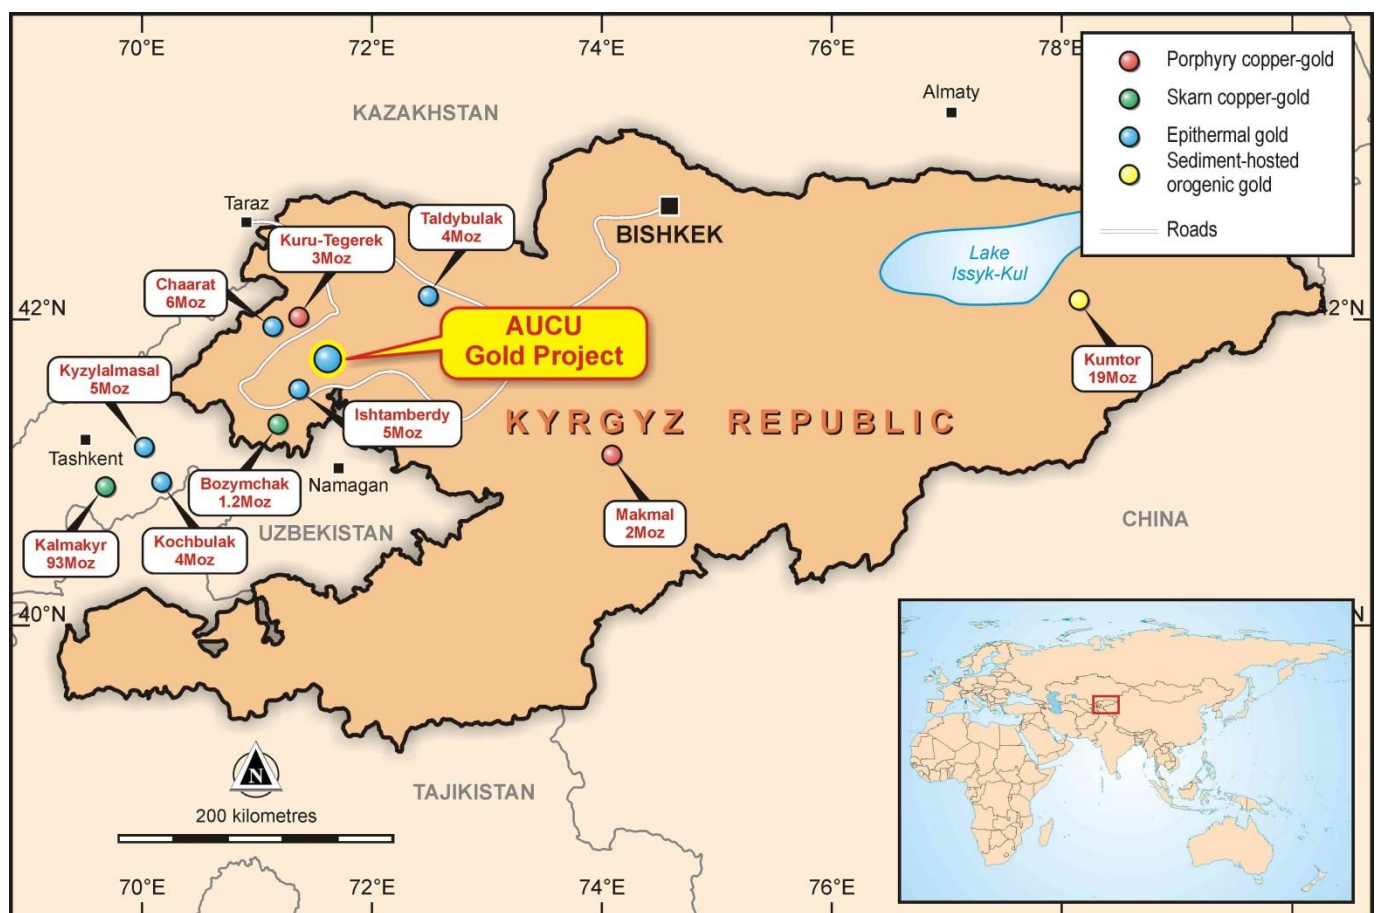 70°E
72°E
74°E
76°E
78°E
Porphyry copper-gold
Skarn copper-gold
Epithermal gold
Sediment-hosted
orogenic gold
Roads
Almaty
KAZAKHSTAN
Taraz
Taldybulak
4Moz
Kuru-Tegerek
3Moz
BISHKEK
Lake
Issyk-Kul
Chaarat
6Moz
42°N
42°N
AUCU
Gold Project
Kumtor
19Moz
Kyzylalmasal
5Moz
Ishtamberdy
5Moz
KYRGYZ REPUBLIC
Tashkent
Bozymchak
1.2Moz
Namagan
Makmal
2Moz
CHINA
UZBEKISTAN
Kalmakyr
93Moz
Kochbulak
4Moz
40°N
N
200 kilometres
TAJIKISTAN
70°E
72°E
74°E
76°E